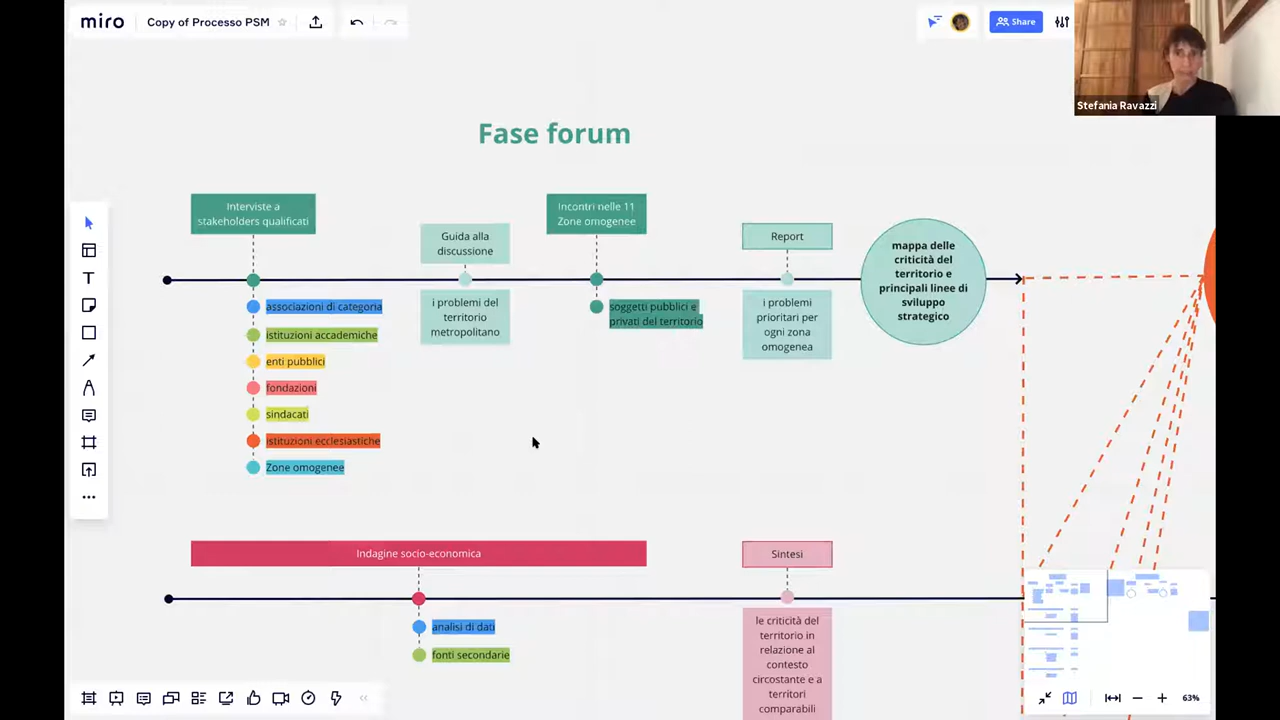 miro
Copy of Processo PSM
Share
Stefania Ravazzi
Fase forum
Interviste a
stakeholders qualificati
Guida alla
discussione
Incontri nelle 11
Zone omogenee
Report
mappa delle
criticità del
territorio e
principali linee di
sviluppo
strategico
associazioni di categoria
istituzioni accademiche
enti pubblici
fondazioni
sindacati
istituzioni ecclesiastiche
Zone omogenee
i problemi del
territorio
metropolitano
soggetti pubblici e
privati del territorio
i problemi
prioritari per
ogni zona
omogenea
Indagine socio-economica
Sintesi
analisi di dati
fonti secondarie
le criticità del
territorio in
relazione al
contesto
circostante e a
territori
comparabili
63%